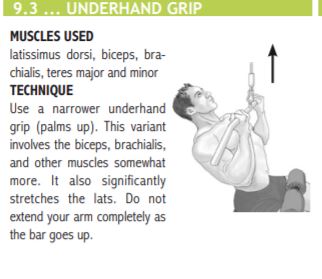 9.3 ... UNDERHAND GRIP
MUSCLES USED
latissimus dorsi, biceps, bra-
chialis, teres major and minor
TECHNIQUE
Use a narrower underhand
grip (palms up). This variant
involves the biceps, brachialis,
and other muscles somewhat
more. It also significantly
stretches the lats. Do not
extend your arm completely as
the bar goes up.